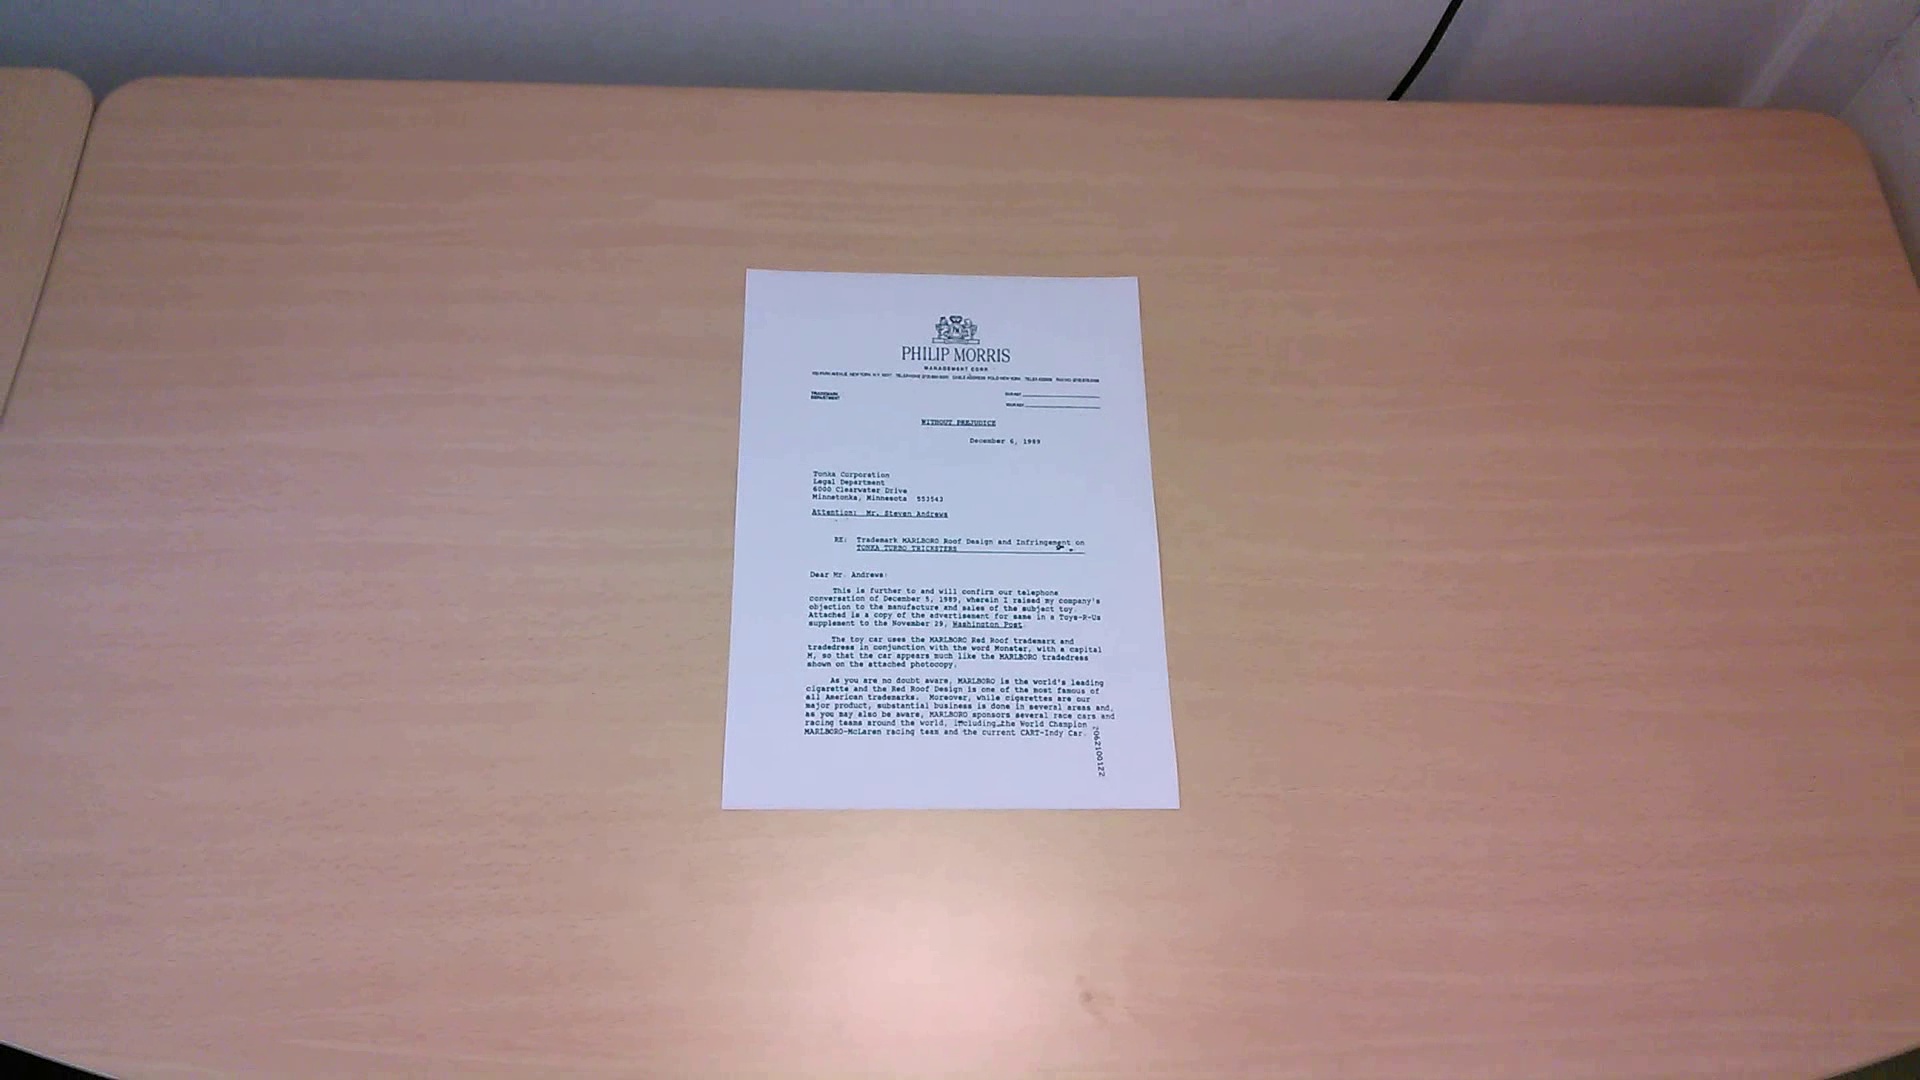 PHILIP MORRIS
MANAGEMENT CORP.
TRADEMARK
DEPARTMENT
OUR REF.
YOUR REF.
WITHOUT PREJUDICE
December 6, 1989
Tonka Corporation
Legal Department
6000 Clearwater Drive
Minnetonka, Minnesota 553543
Attention: Mr. Steven Andrews
RE: Trademark MARLBORO Roof Design and Infringement on
TONKA TURBO TRICKSTERS
Dear Mr. Andrews:
This is further to and will confirm our telephone
conversation of December 5, 1989, wherein I raised my company's
objection to the manufacture and sales of the subject toy.
Attached is a copy of the advertisement for same in a Toys-R-Us
supplement to the November 29, Washington Post.
The toy car uses the MARLBORO Red Roof trademark and
tradedress in conjunction with the word Monster, with a capital
M, so that the car appears much like the MARLBORO tradedress
shown on the attached photocopy.
As you are no doubt aware, MARLBORO is the world's leading
cigarette and the Red Roof Design is one of the most famous of
all American trademarks. Moreover, while cigarettes are our
major product, substantial business is done in several areas and,
as you may also be aware, MARLBORO sponsors several race cars and
racing teams around the world, including the World Champion
MARLBORO-McLaren racing team and the current CART-Indy Car.
2062100122